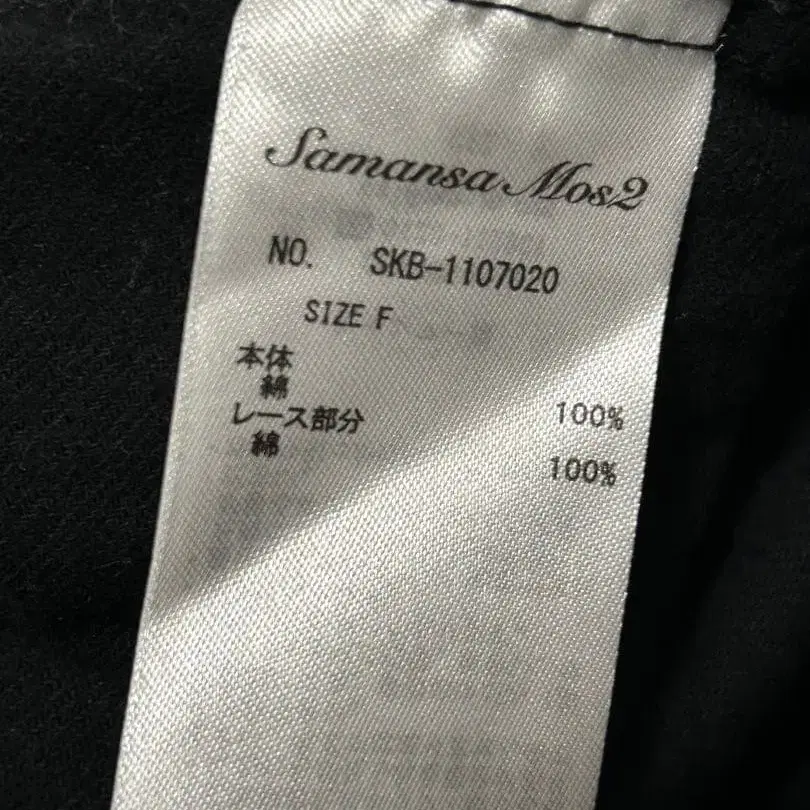 Samansa Mos2
NO. SKB-1107020
SIZE F
本体
綿 100%
レース部分
綿 100%